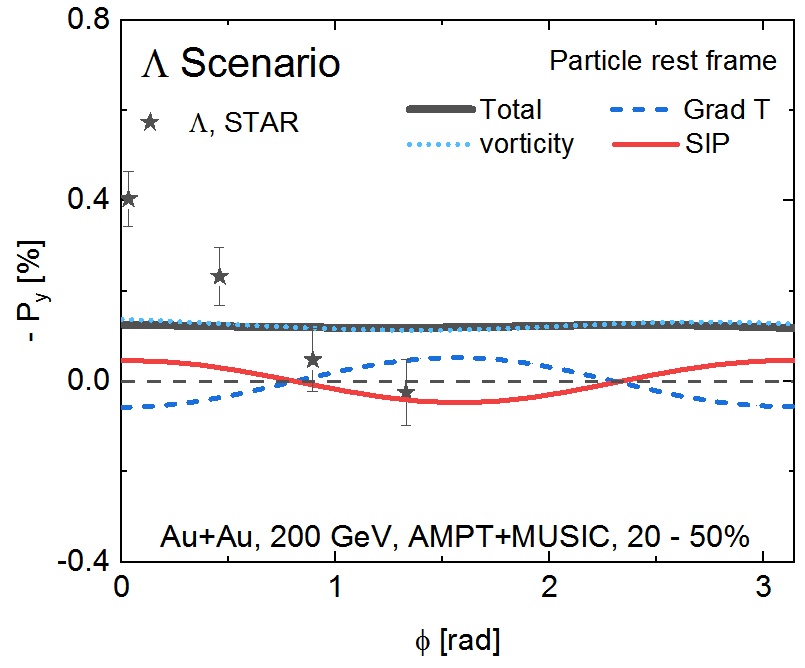 0.8
Λ Scenario
Particle rest frame
Λ, STAR
Total
Grad T
vorticity
SIP
0.4
- Py [%]
0.0
Au+Au, 200 GeV, AMPT+MUSIC, 20 - 50%
-0.4
0 1 2 3
ϕ [rad]